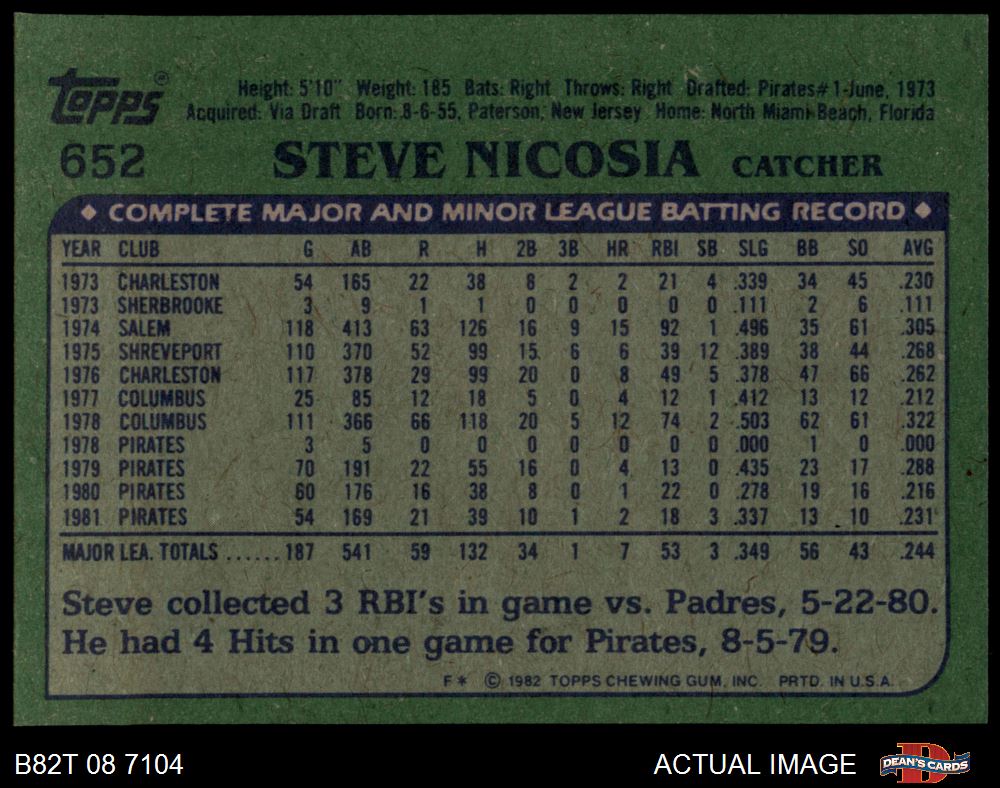 Topps® Height: 5'10" Weight: 185 Bats: Right Throws: Right Drafted: Pirates#1-June, 1973
Acquired: Via Draft Born: 8-6-55, Paterson, New Jersey Home: North Miami Beach, Florida
652 STEVE NICOSIA CATCHER
◆ COMPLETE MAJOR AND MINOR LEAGUE BATTING RECORD ◆
YEAR CLUB G AB R H 2B 3B HR RBI SB SLG BB SO AVG
1973 CHARLESTON 54 165 22 38 8 2 2 21 4 .339 34 45 .230
1973 SHERBROOKE 3 9 1 1 0 0 0 0 0 .111 2 6 .111
1974 SALEM 118 413 63 126 16 9 15 92 1 .496 35 61 .305
1975 SHREVEPORT 110 370 52 99 15 6 6 39 12 .389 38 44 .268
1976 CHARLESTON 117 378 29 99 20 0 8 49 5 .378 47 66 .262
1977 COLUMBUS 25 85 12 18 5 0 4 12 1 .412 13 12 .212
1978 COLUMBUS 111 366 66 118 20 5 12 74 2 .503 62 61 .322
1978 PIRATES 3 5 0 0 0 0 0 0 0 .000 1 0 .000
1979 PIRATES 70 191 22 55 16 0 4 13 0 .435 23 17 .288
1980 PIRATES 60 176 16 38 8 0 1 22 0 .278 19 16 .216
1981 PIRATES 54 169 21 39 10 1 2 18 3 .337 13 10 .231
MAJOR LEA. TOTALS ...... 187 541 59 132 34 1 7 53 3 .349 56 43 .244
Steve collected 3 RBI's in game vs. Padres, 5-22-80.
He had 4 Hits in one game for Pirates, 8-5-79.
F* © 1982 TOPPS CHEWING GUM, INC. PRTD. IN U.S.A.
B82T 08 7104 ACTUAL IMAGE DEAN'S CARDS